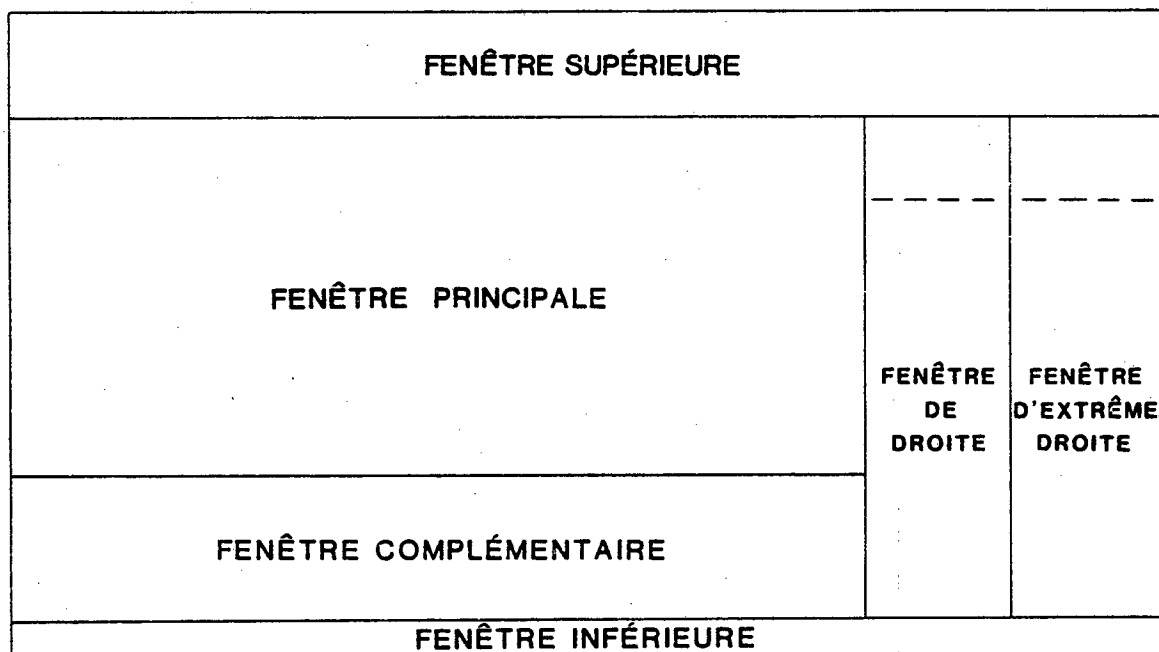 FENÊTRE SUPÉRIEURE
FENÊTRE PRINCIPALE
FENÊTRE
DE
DROITE
FENÊTRE
D'EXTRÊME
DROITE
FENÊTRE COMPLÉMENTAIRE
FENÊTRE INFÉRIEURE